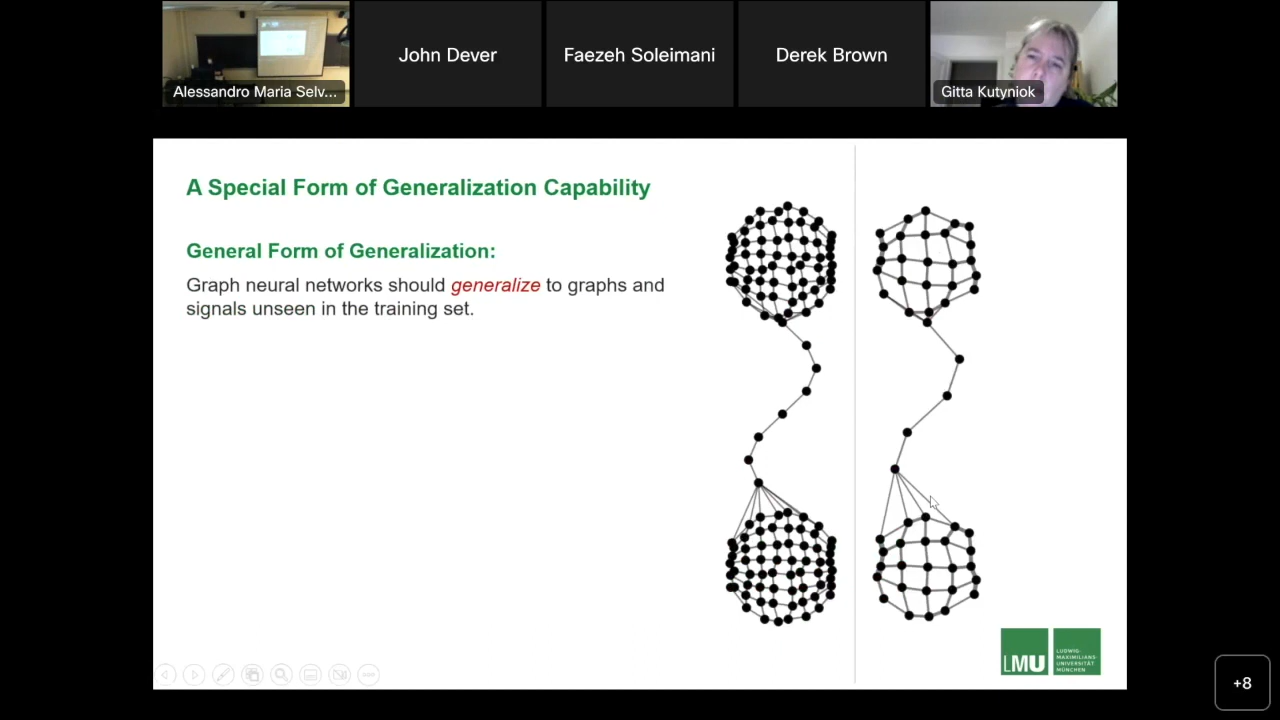 Alessandro Maria Selv...
John Dever
Faezeh Soleimani
Derek Brown
Gitta Kutyniok
A Special Form of Generalization Capability
General Form of Generalization:
Graph neural networks should generalize to graphs and
signals unseen in the training set.
LMU
LUDWIG-
MAXIMILIANS
UNIVERSITÄT
MÜNCHEN
+8